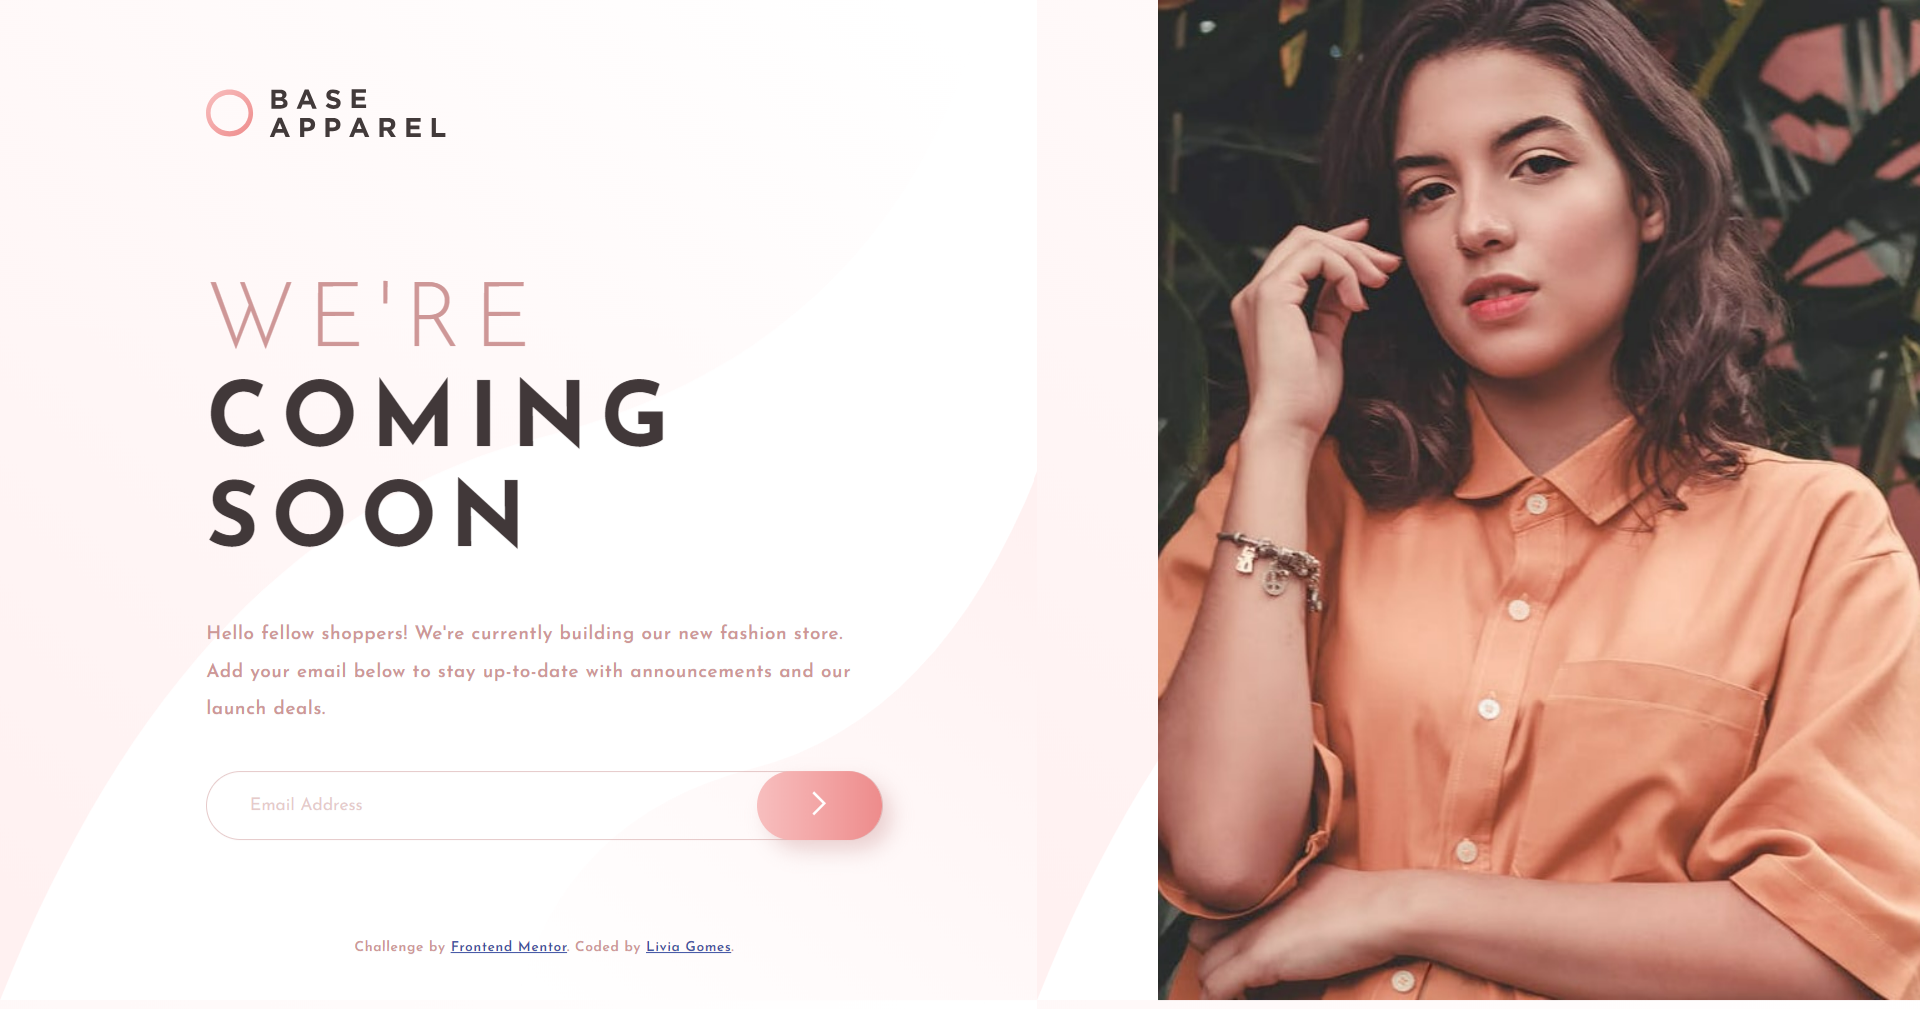 BASE
APPAREL
WE'RE
COMING
SOON
Hello fellow shoppers! We're currently building our new fashion store.
Add your email below to stay up-to-date with announcements and our
launch deals.
Email Address
Challenge by Frontend Mentor. Coded by Livia Gomes.